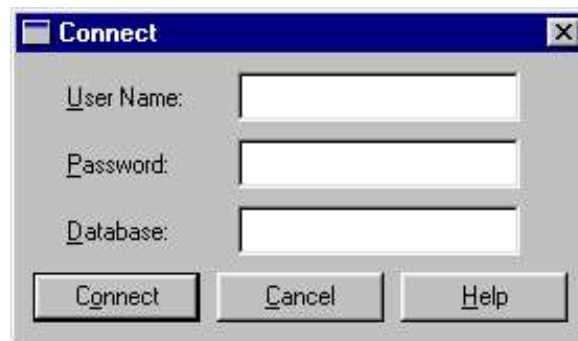 Connect
User Name:
Password:
Database:
Connect Cancel Help